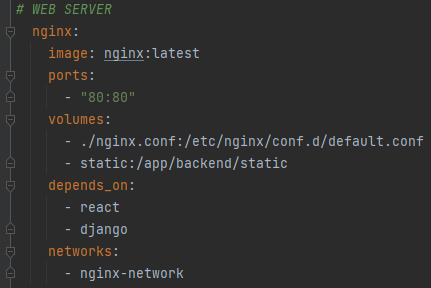 # WEB SERVER
nginx:
image: nginx:latest
ports:
- "80:80"
volumes:
- ./nginx.conf:/etc/nginx/conf.d/default.conf
- static:/app/backend/static
depends_on:
- react
- django
networks:
- nginx-network